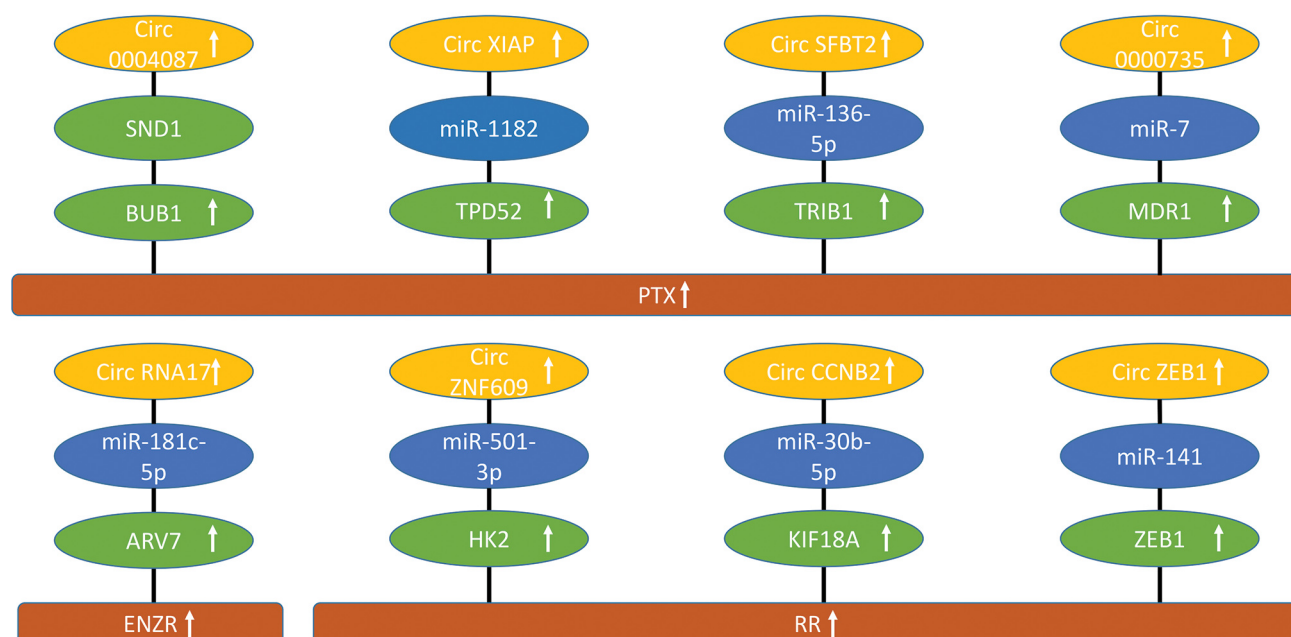 Circ
0004087
Circ XIAP
Circ SFBT2
Circ
0000735
SND1
miR-1182
miR-136-
5p
miR-7
BUB1
TPD52
TRIB1
MDR1
PTX
Circ RNA17
Circ
ZNF609
Circ CCNB2
Circ ZEB1
miR-181c-
5p
miR-501-
3p
miR-30b-
5p
miR-141
ARV7
HK2
KIF18A
ZEB1
ENZR
RR